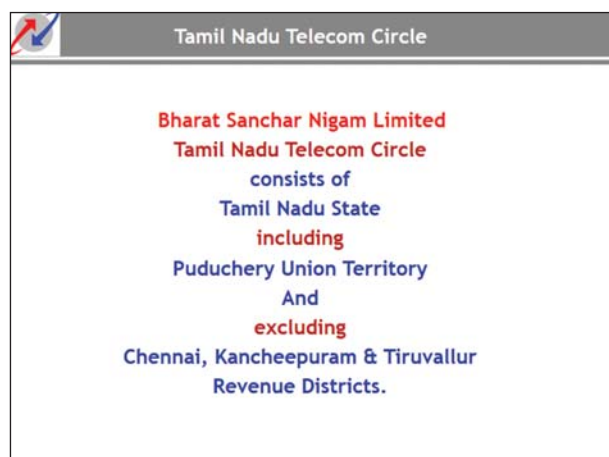 Tamil Nadu Telecom Circle
Bharat Sanchar Nigam Limited
Tamil Nadu Telecom Circle
consists of
Tamil Nadu State
including
Puduchery Union Territory
And
excluding
Chennai, Kancheepuram & Tiruvallur
Revenue Districts.